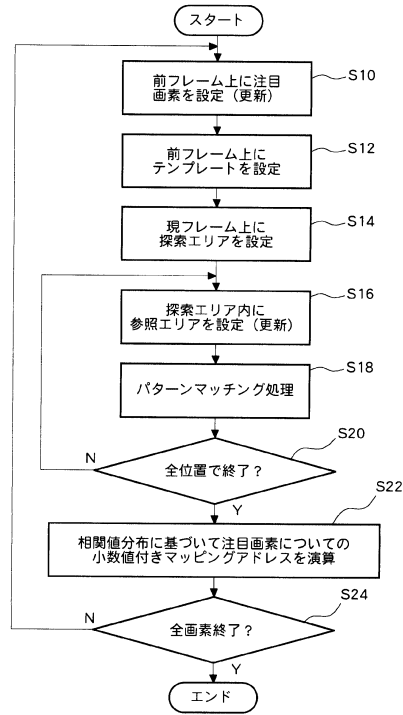 スタート
前フレーム上に注目
画素を設定（更新）
S10
前フレーム上に
テンプレートを設定
S12
現フレーム上に
探索エリアを設定
S14
探索エリア内に
参照エリアを設定（更新）
S16
パターンマッチング処理
S18
全位置で終了？
S20
N
Y
相関値分布に基づいて注目画素についての
小数値付きマッピングアドレスを演算
S22
全画素終了？
S24
N
Y
エンド